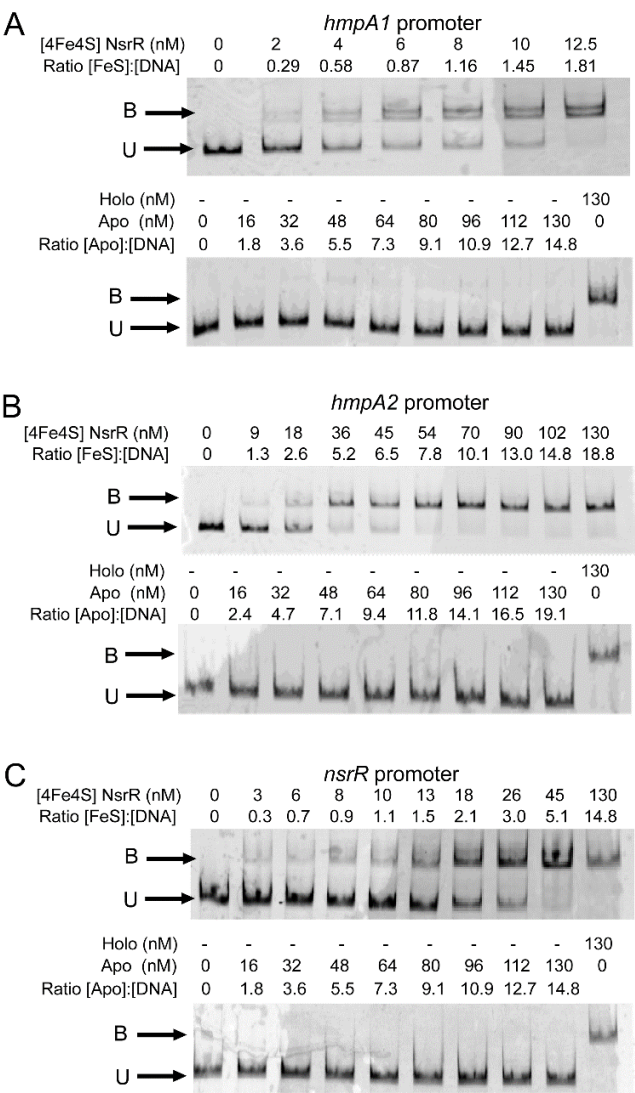 A
hmpA1 promoter
[4Fe4S] NsrR (nM) 0 2 4 6 8 10 12.5
Ratio [FeS]:[DNA] 0 0.29 0.58 0.87 1.16 1.45 1.81
B
U
Holo (nM) - - - - - - - - - 130
Apo (nM) 0 16 32 48 64 80 96 112 130 0
Ratio [Apo]:[DNA] 0 1.8 3.6 5.5 7.3 9.1 10.9 12.7 14.8
B
U
B
hmpA2 promoter
[4Fe4S] NsrR (nM) 0 9 18 36 45 54 70 90 102 130
Ratio [FeS]:[DNA] 0 1.3 2.6 5.2 6.5 7.8 10.1 13.0 14.8 18.8
B
U
Holo (nM) - - - - - - - - - 130
Apo (nM) 0 16 32 48 64 80 96 112 130 0
Ratio [Apo]:[DNA] 0 2.4 4.7 7.1 9.4 11.8 14.1 16.5 19.1
B
U
C
nsrR promoter
[4Fe4S] NsrR (nM) 0 3 6 8 10 13 18 26 45 130
Ratio [FeS]:[DNA] 0 0.3 0.7 0.9 1.1 1.5 2.1 3.0 5.1 14.8
B
U
Holo (nM) - - - - - - - - - 130
Apo (nM) 0 16 32 48 64 80 96 112 130 0
Ratio [Apo]:[DNA] 0 1.8 3.6 5.5 7.3 9.1 10.9 12.7 14.8
B
U